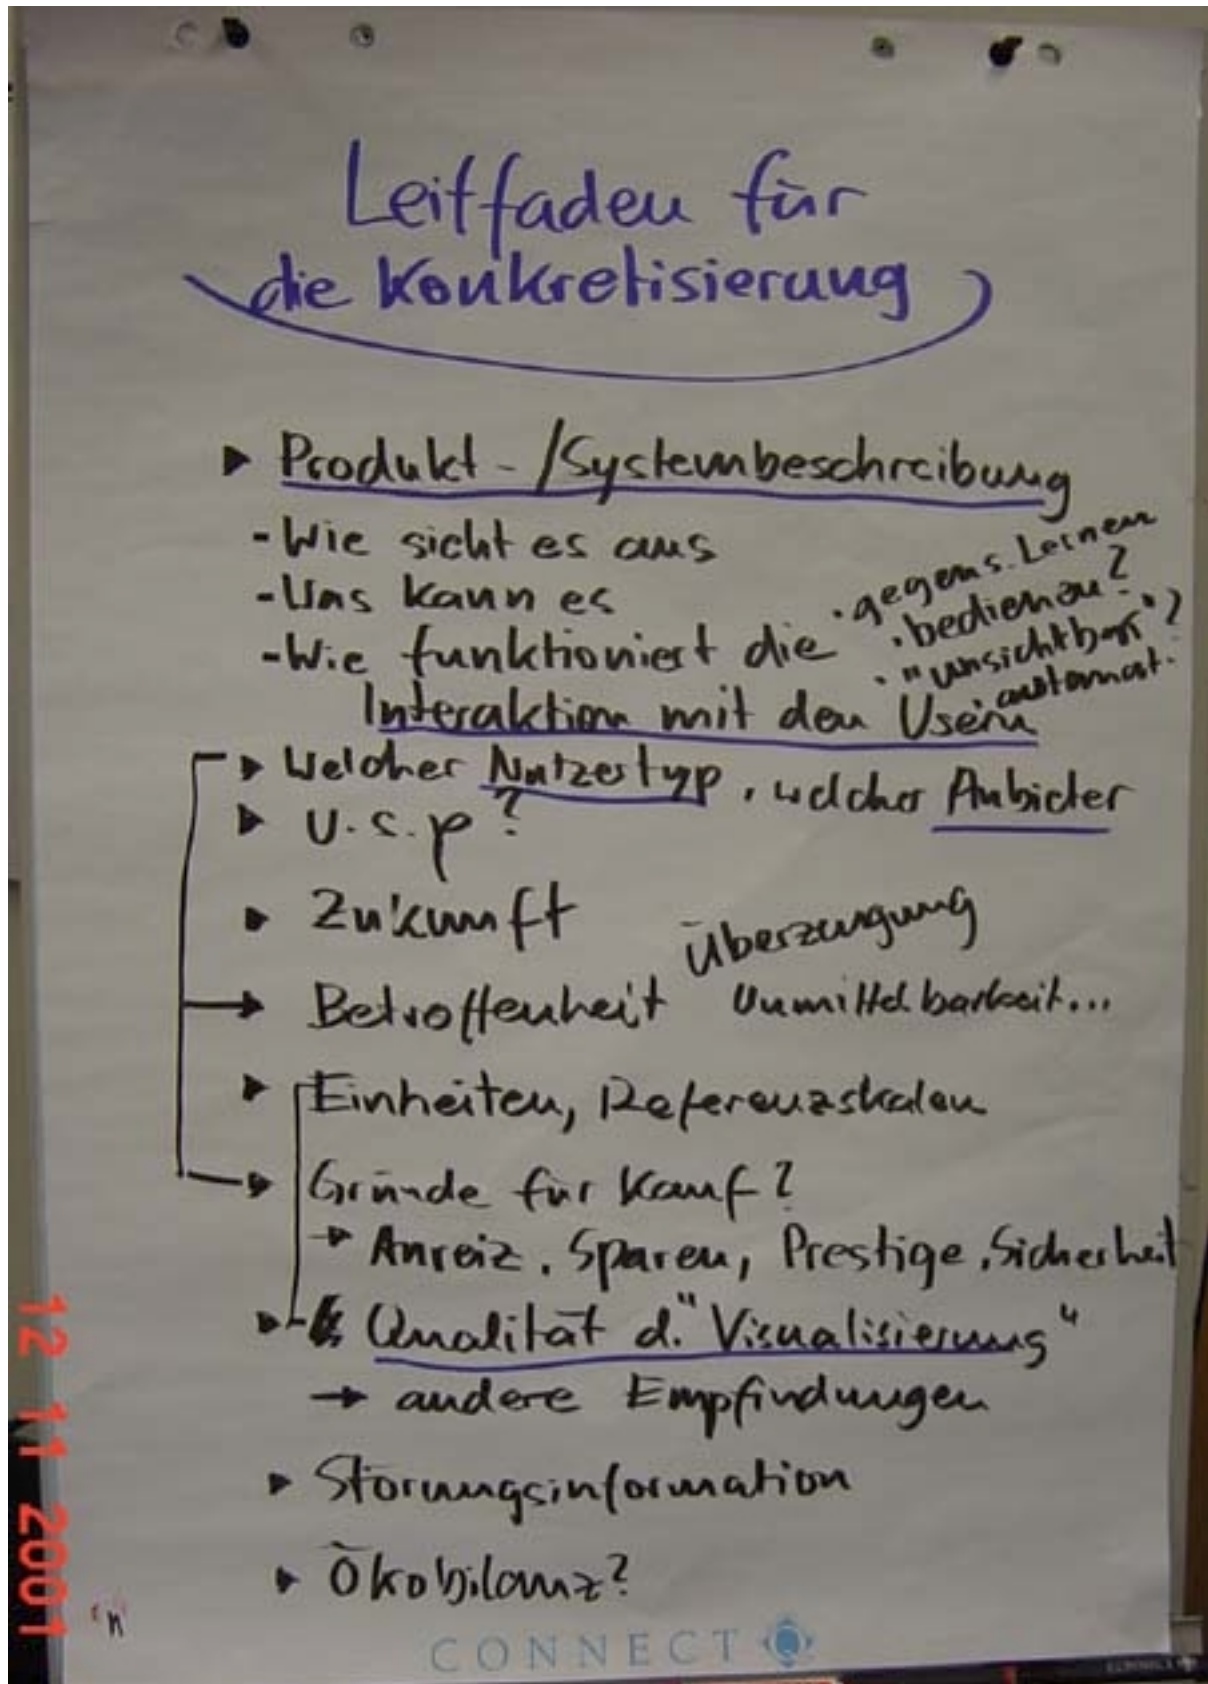 Leitfaden für
die Konkretisierung
▸ Produkt-/Systembeschreibung
- Wie sieht es aus
- Was kann es
- Wie funktioniert die
Interaktion mit den Usern
· gegens. Lernen
· bedienen?
· "unsichtbar"?
· automat.
▸ Welcher Nutzertyp, welcher Anbieter
▸ U.S.P?
▸ Zukunft
→ Betroffenheit Überzeugung
Unmittelbarkeit...
▸ Einheiten, Referenzskalen
→ Gründe für Kauf?
→ Anreiz, Sparen, Prestige, Sicherheit
▸ Qualität d. "Visualisierung"
→ andere Empfindungen
▸ Störungsinformation
▸ Ökobilanz?
CONNECT
12 11 2001